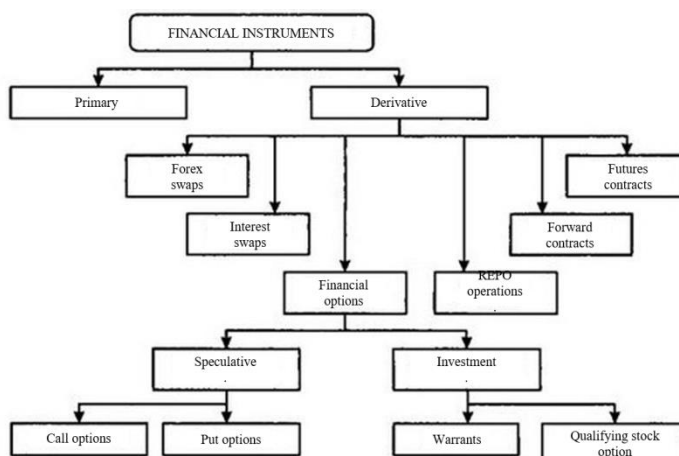 FINANCIAL INSTRUMENTS
Primary
Derivative
Forex
swaps
Futures
contracts
Interest
swaps
Forward
contracts
Financial
options
REPO
operations
.
Speculative
.
Investment
.
Call options
Put options
Warrants
Qualifying stock
option